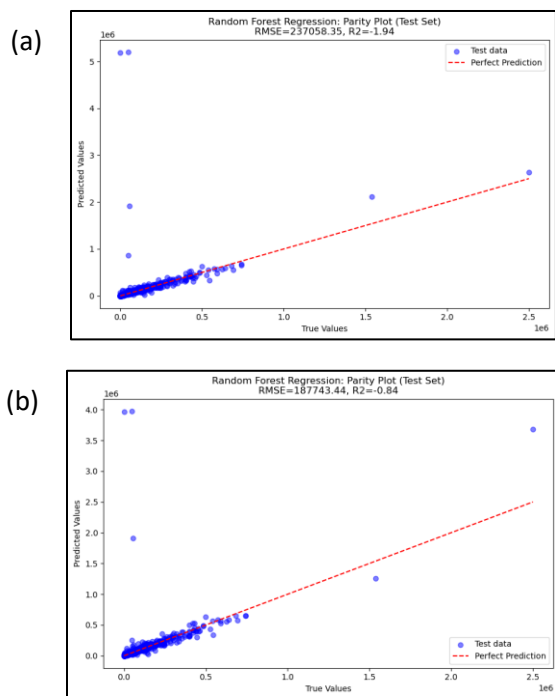 (a)
Random Forest Regression: Parity Plot (Test Set)
RMSE=237058.35, R2=-1.94
1e6
Test data
Perfect Prediction
5
4
3
2
1
0
Predicted Values
0.0 0.5 1.0 1.5 2.0 2.5
True Values
1e6
(b)
Random Forest Regression: Parity Plot (Test Set)
RMSE=187743.44, R2=-0.84
1e6
4.0
3.5
3.0
2.5
2.0
1.5
1.0
0.5
0.0
Predicted Values
Test data
Perfect Prediction
0.0 0.5 1.0 1.5 2.0 2.5
True Values
1e6